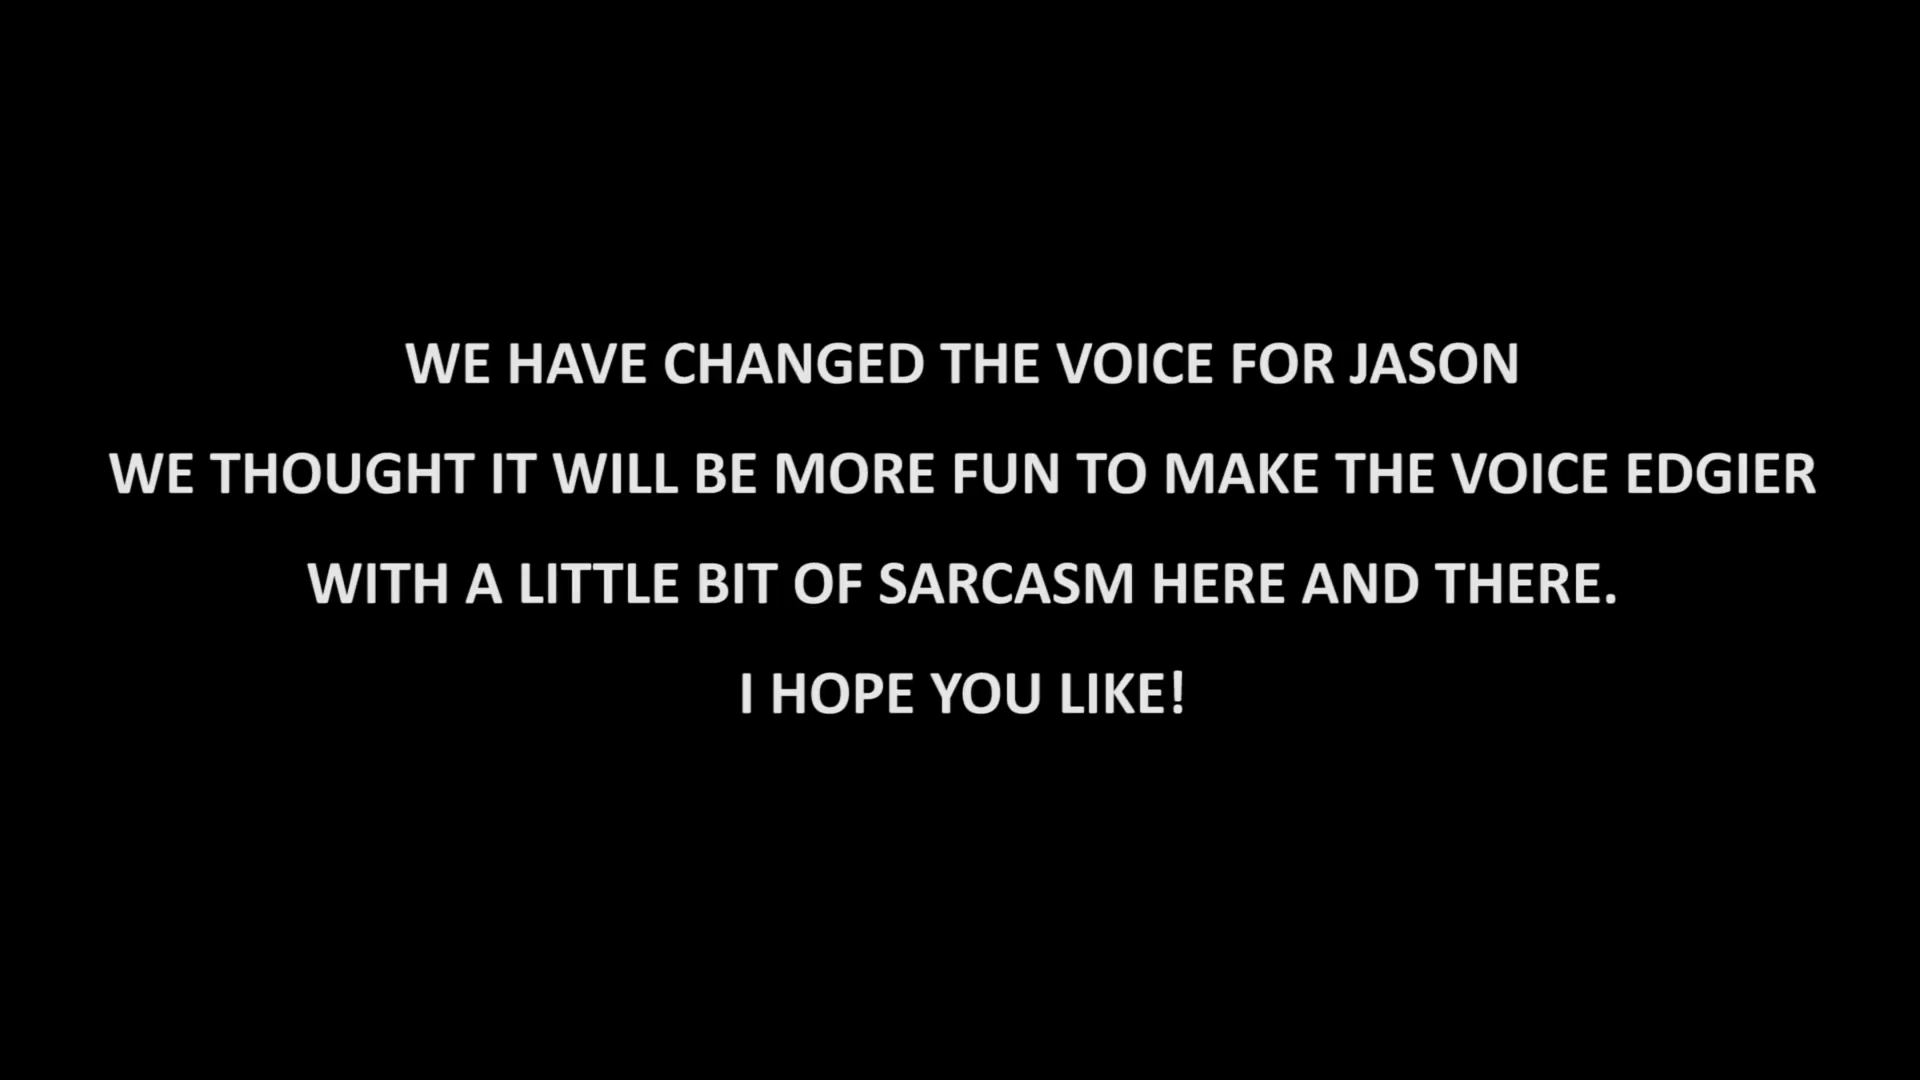 WE HAVE CHANGED THE VOICE FOR JASON
WE THOUGHT IT WILL BE MORE FUN TO MAKE THE VOICE EDGIER
WITH A LITTLE BIT OF SARCASM HERE AND THERE.
I HOPE YOU LIKE!